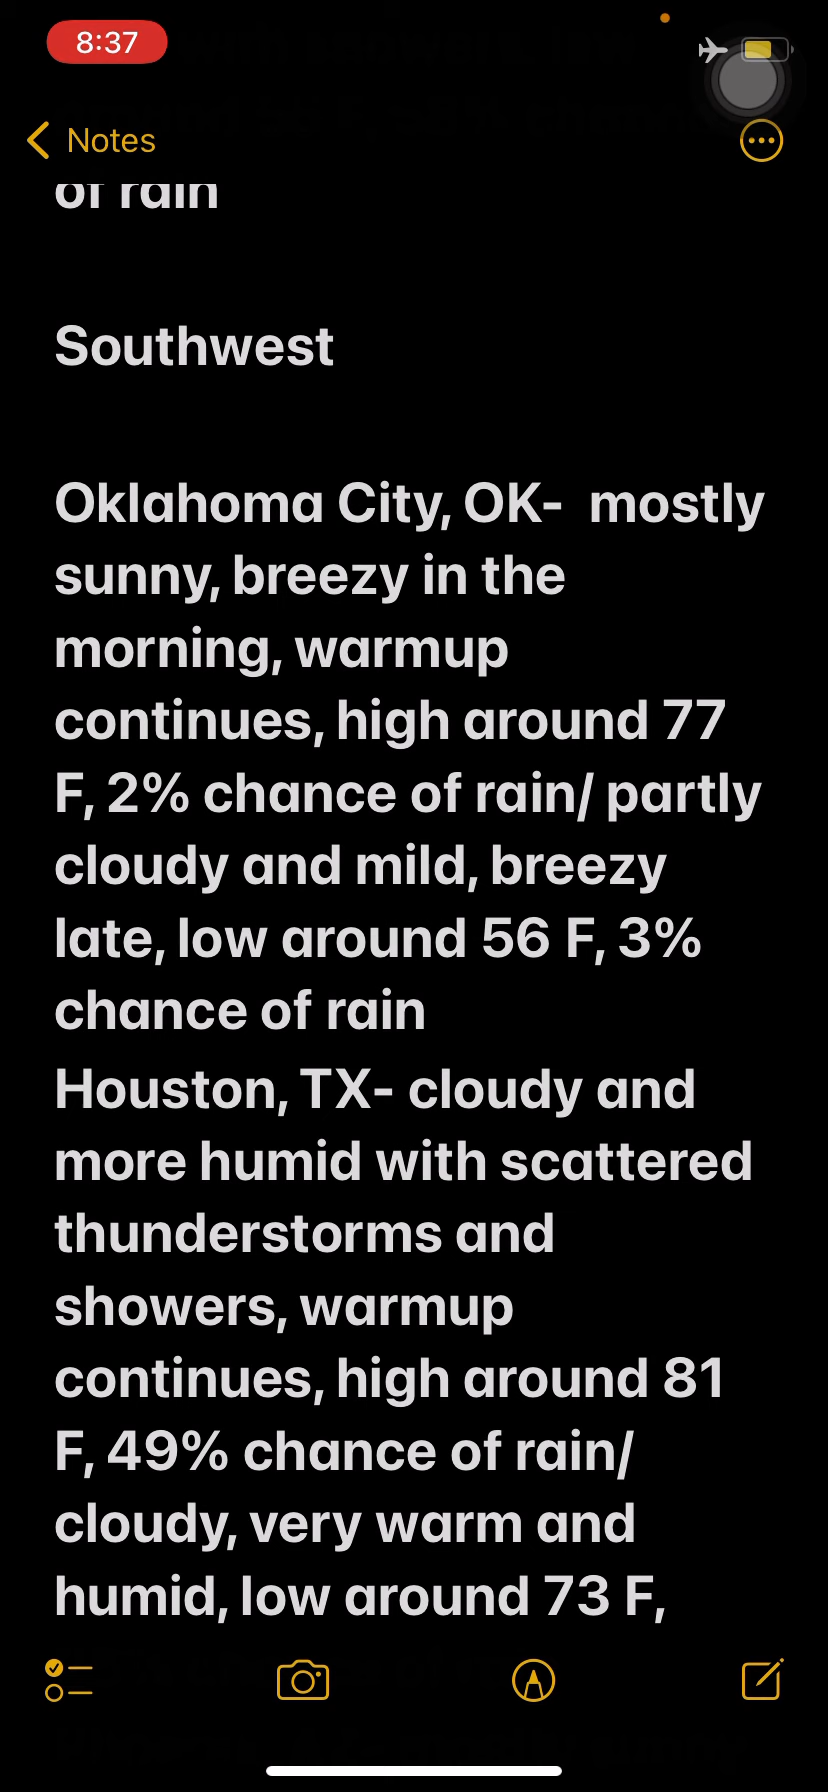 8:37
Notes
of rain
Southwest
Oklahoma City, OK-  mostly
sunny, breezy in the
morning, warmup
continues, high around 77
F, 2% chance of rain/ partly
cloudy and mild, breezy
late, low around 56 F, 3%
chance of rain
Houston, TX- cloudy and
more humid with scattered
thunderstorms and
showers, warmup
continues, high around 81
F, 49% chance of rain/
cloudy, very warm and
humid, low around 73 F,